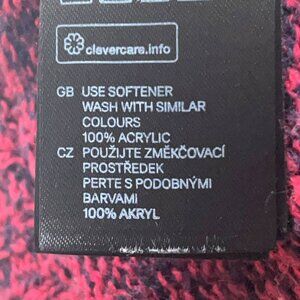 clevercare.info
GB USE SOFTENER
WASH WITH SIMILAR
COLOURS
100% ACRYLIC
CZ POUŽIJTE ZMĚKČOVACÍ
PROSTŘEDEK
PERTE S PODOBNÝMI
BARVAMI
100% AKRYL